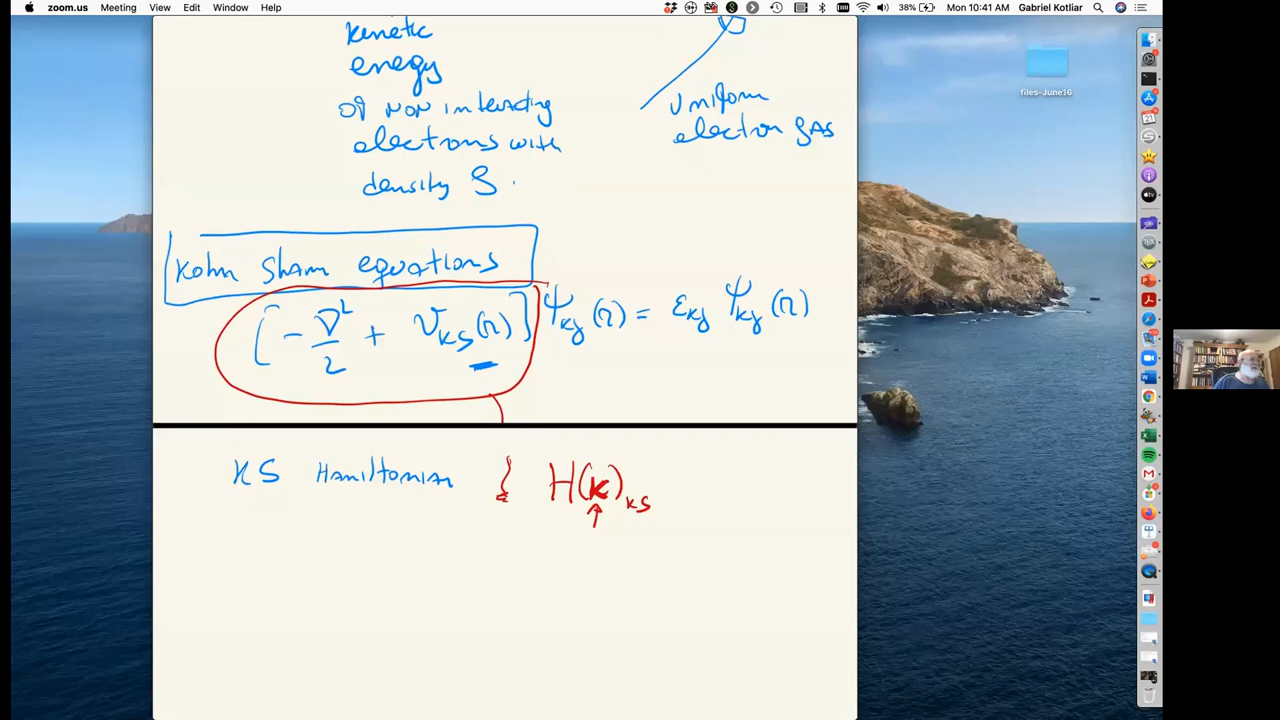 zoom.us Meeting View Edit Window Help
38% Mon 10:41 AM Gabriel Kotliar
files-June16
kenetic
energy
of non interacting
electrons with
density ρ
Uniform
electron gas
Kohn Sham equations
[-∇²/2 + V_KS(r)] ψ_kj(r) = ε_kj ψ_kj(r)
KS Hamiltonian { H(k)_KS